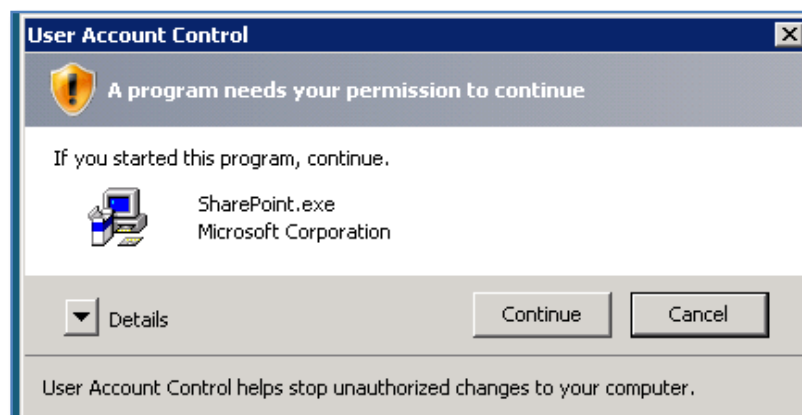 User Account Control
A program needs your permission to continue
If you started this program, continue.
SharePoint.exe
Microsoft Corporation
Details
Continue
Cancel
User Account Control helps stop unauthorized changes to your computer.